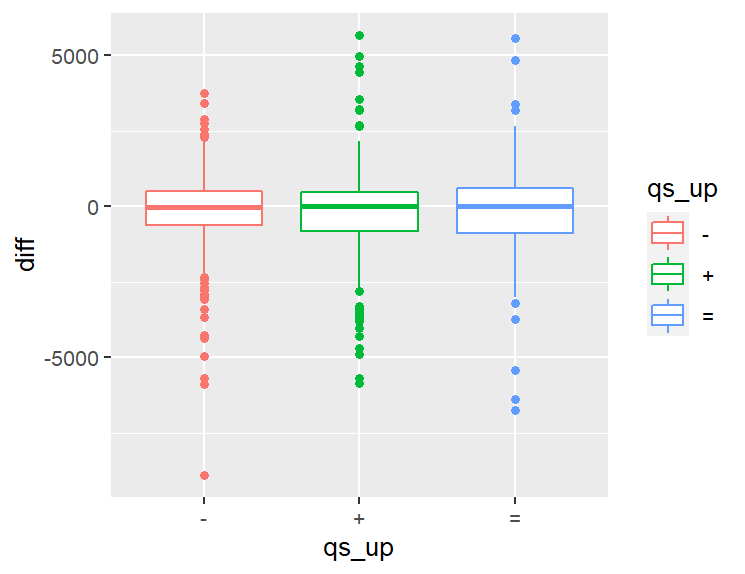 5000
0
-5000
diff
- + =
qs_up
qs_up
-
+
=